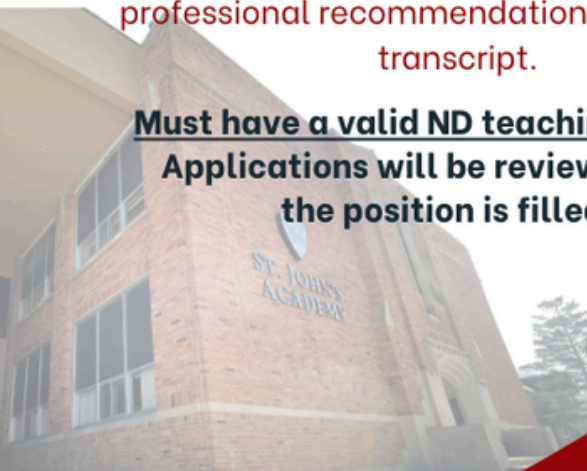 professional recommendation
transcript.
Must have a valid ND teachi
Applications will be review
the position is fille
ST. JOHN'S
ACADEMY